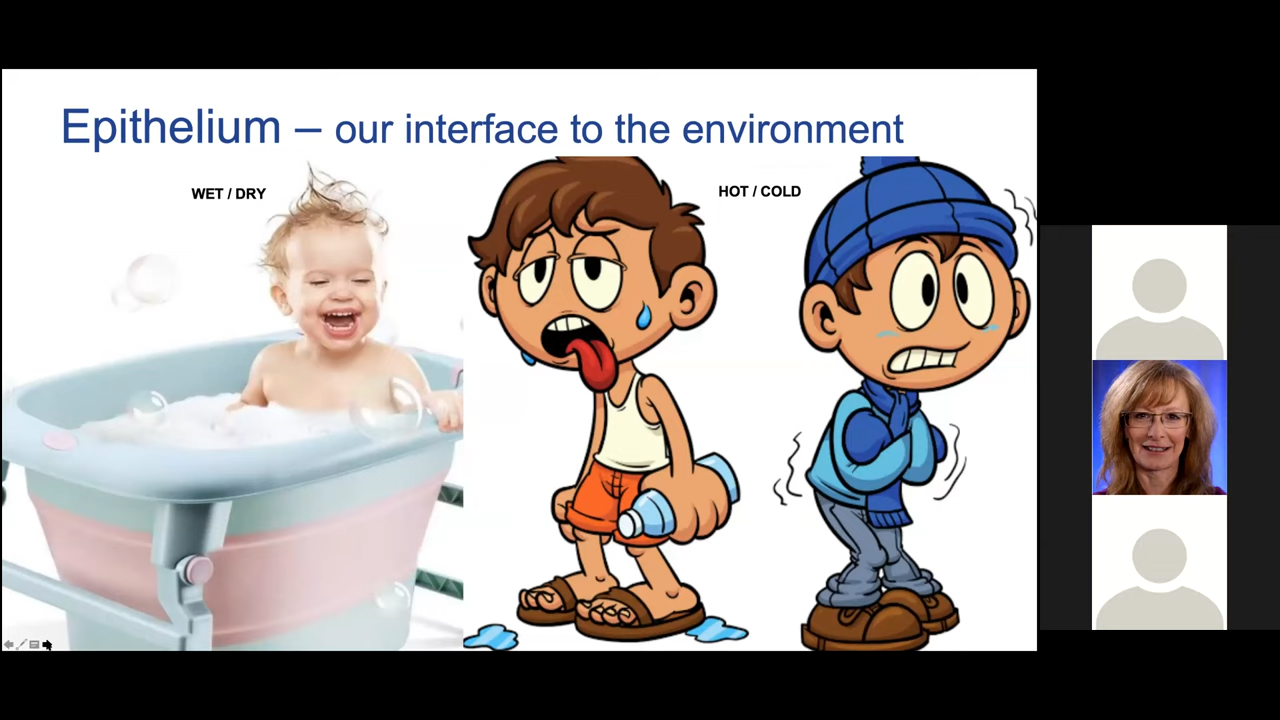 Epithelium – our interface to the environment
WET / DRY
HOT / COLD